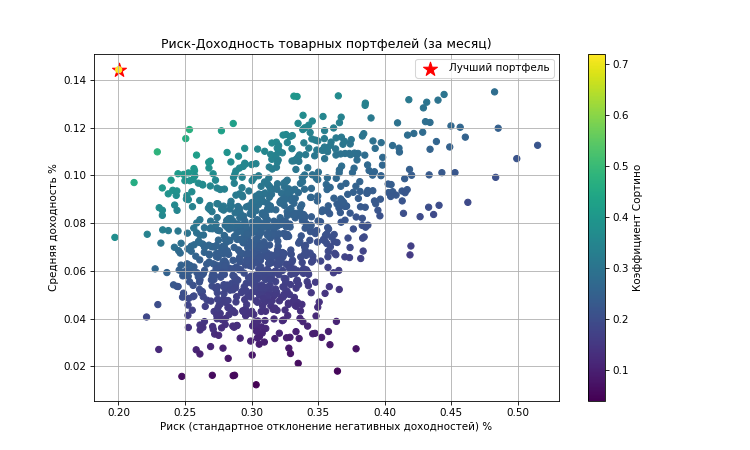 Риск-Доходность товарных портфелей (за месяц)
Лучший портфель
0.14
0.12
0.10
0.08
0.06
0.04
0.02
Средняя доходность %
0.20 0.25 0.30 0.35 0.40 0.45 0.50
Риск (стандартное отклонение негативных доходностей) %
0.7
0.6
0.5
0.4
0.3
0.2
0.1
Коэффициент Сортино